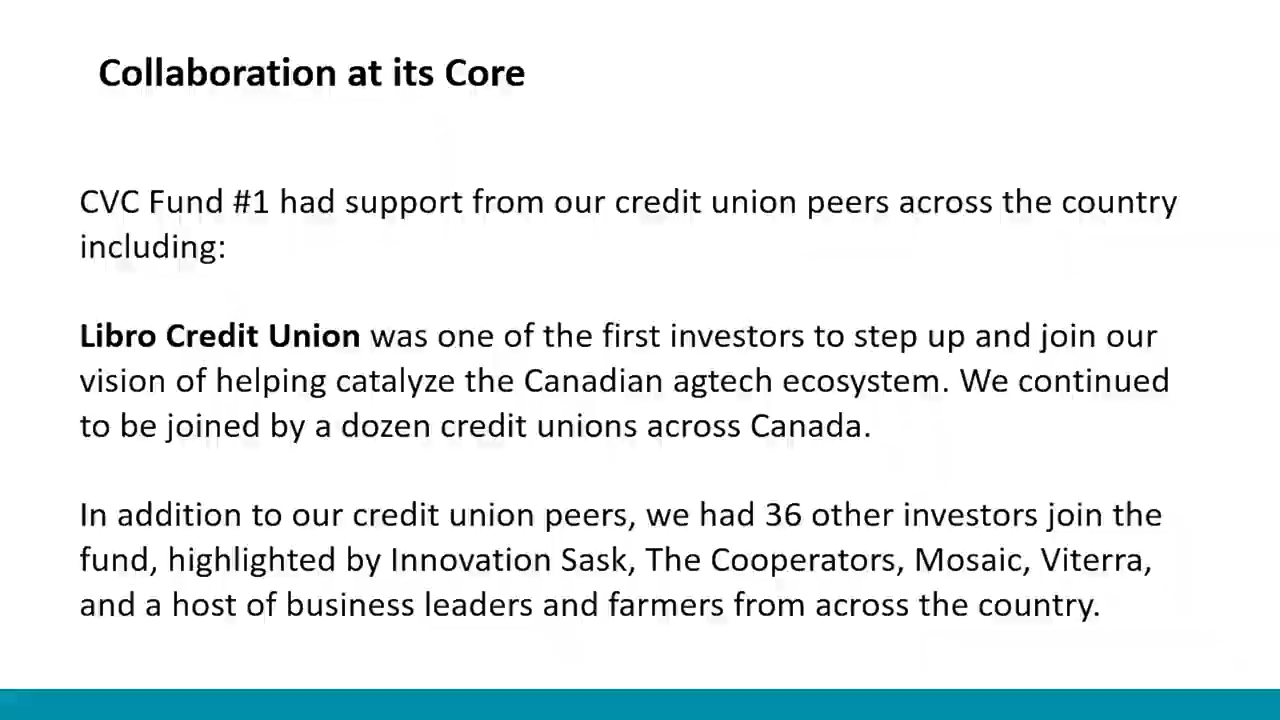 Collaboration at its Core
CVC Fund #1 had support from our credit union peers across the country
including:
Libro Credit Union was one of the first investors to step up and join our
vision of helping catalyze the Canadian agtech ecosystem. We continued
to be joined by a dozen credit unions across Canada.
In addition to our credit union peers, we had 36 other investors join the
fund, highlighted by Innovation Sask, The Cooperators, Mosaic, Viterra,
and a host of business leaders and farmers from across the country.